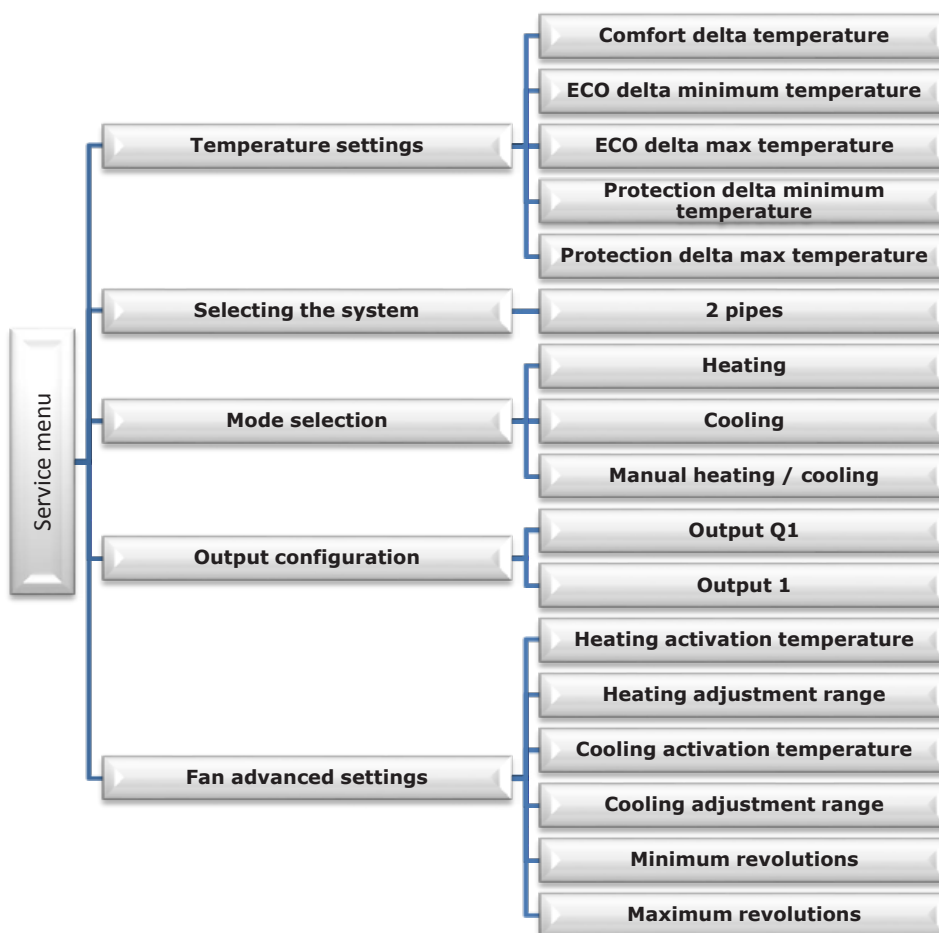 Service menu
Temperature settings
Comfort delta temperature
ECO delta minimum temperature
ECO delta max temperature
Protection delta minimum
temperature
Protection delta max temperature
Selecting the system
2 pipes
Mode selection
Heating
Cooling
Manual heating / cooling
Output configuration
Output Q1
Output 1
Fan advanced settings
Heating activation temperature
Heating adjustment range
Cooling activation temperature
Cooling adjustment range
Minimum revolutions
Maximum revolutions